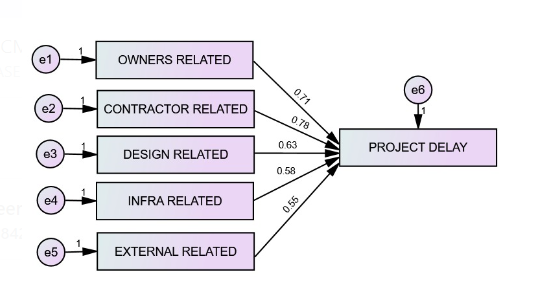 e1 1 OWNERS RELATED 0.71
e2 1 CONTRACTOR RELATED 0.78
e3 1 DESIGN RELATED 0.63
e4 1 INFRA RELATED 0.58
e5 1 EXTERNAL RELATED 0.55
e6
1
PROJECT DELAY